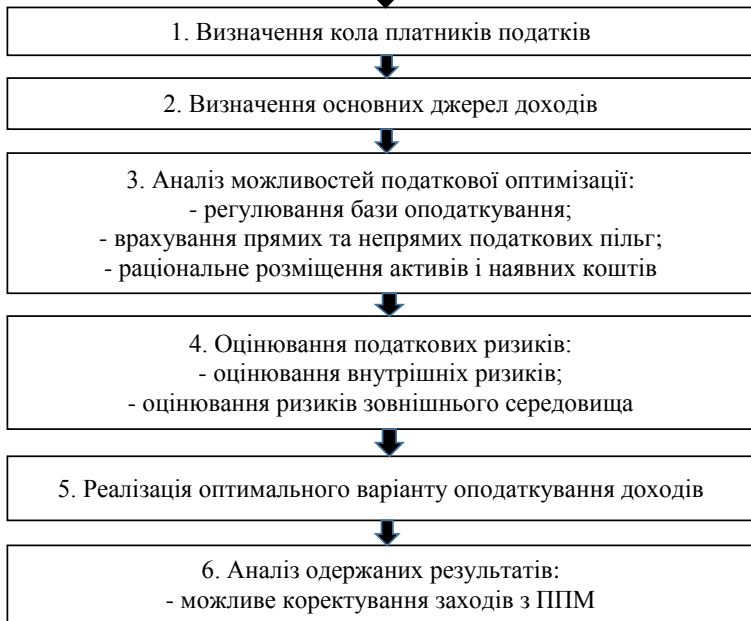 1. Визначення кола платників податків
2. Визначення основних джерел доходів
3. Аналіз можливостей податкової оптимізації:
- регулювання бази оподаткування;
- врахування прямих та непрямих податкових пільг;
- раціональне розміщення активів і наявних коштів
4. Оцінювання податкових ризиків:
- оцінювання внутрішніх ризиків;
- оцінювання ризиків зовнішнього середовища
5. Реалізація оптимального варіанту оподаткування доходів
6. Аналіз одержаних результатів:
- можливе коректування заходів з ППМ